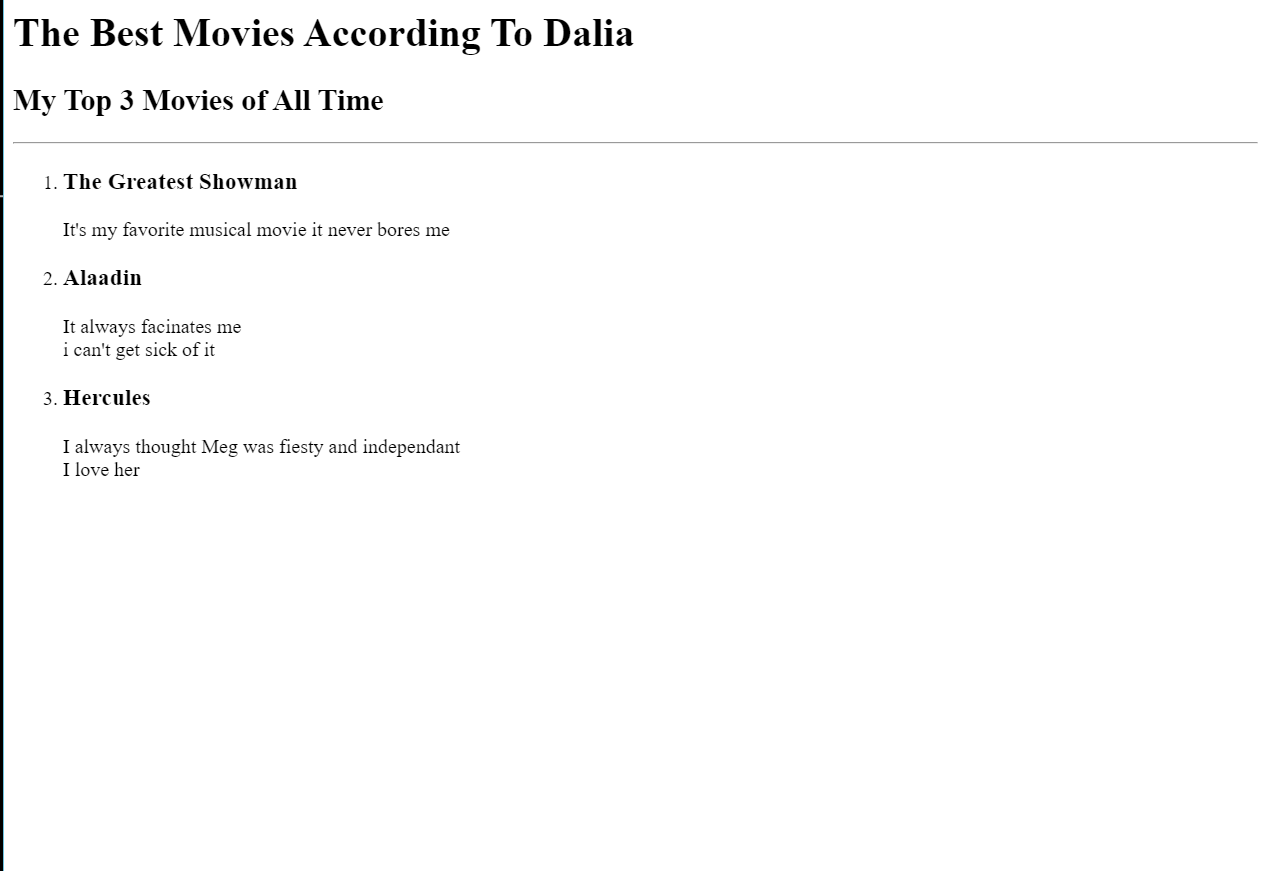 The Best Movies According To Dalia
My Top 3 Movies of All Time
1. The Greatest Showman
It's my favorite musical movie it never bores me
2. Alaadin
It always facinates me
i can't get sick of it
3. Hercules
I always thought Meg was fiesty and independant
I love her